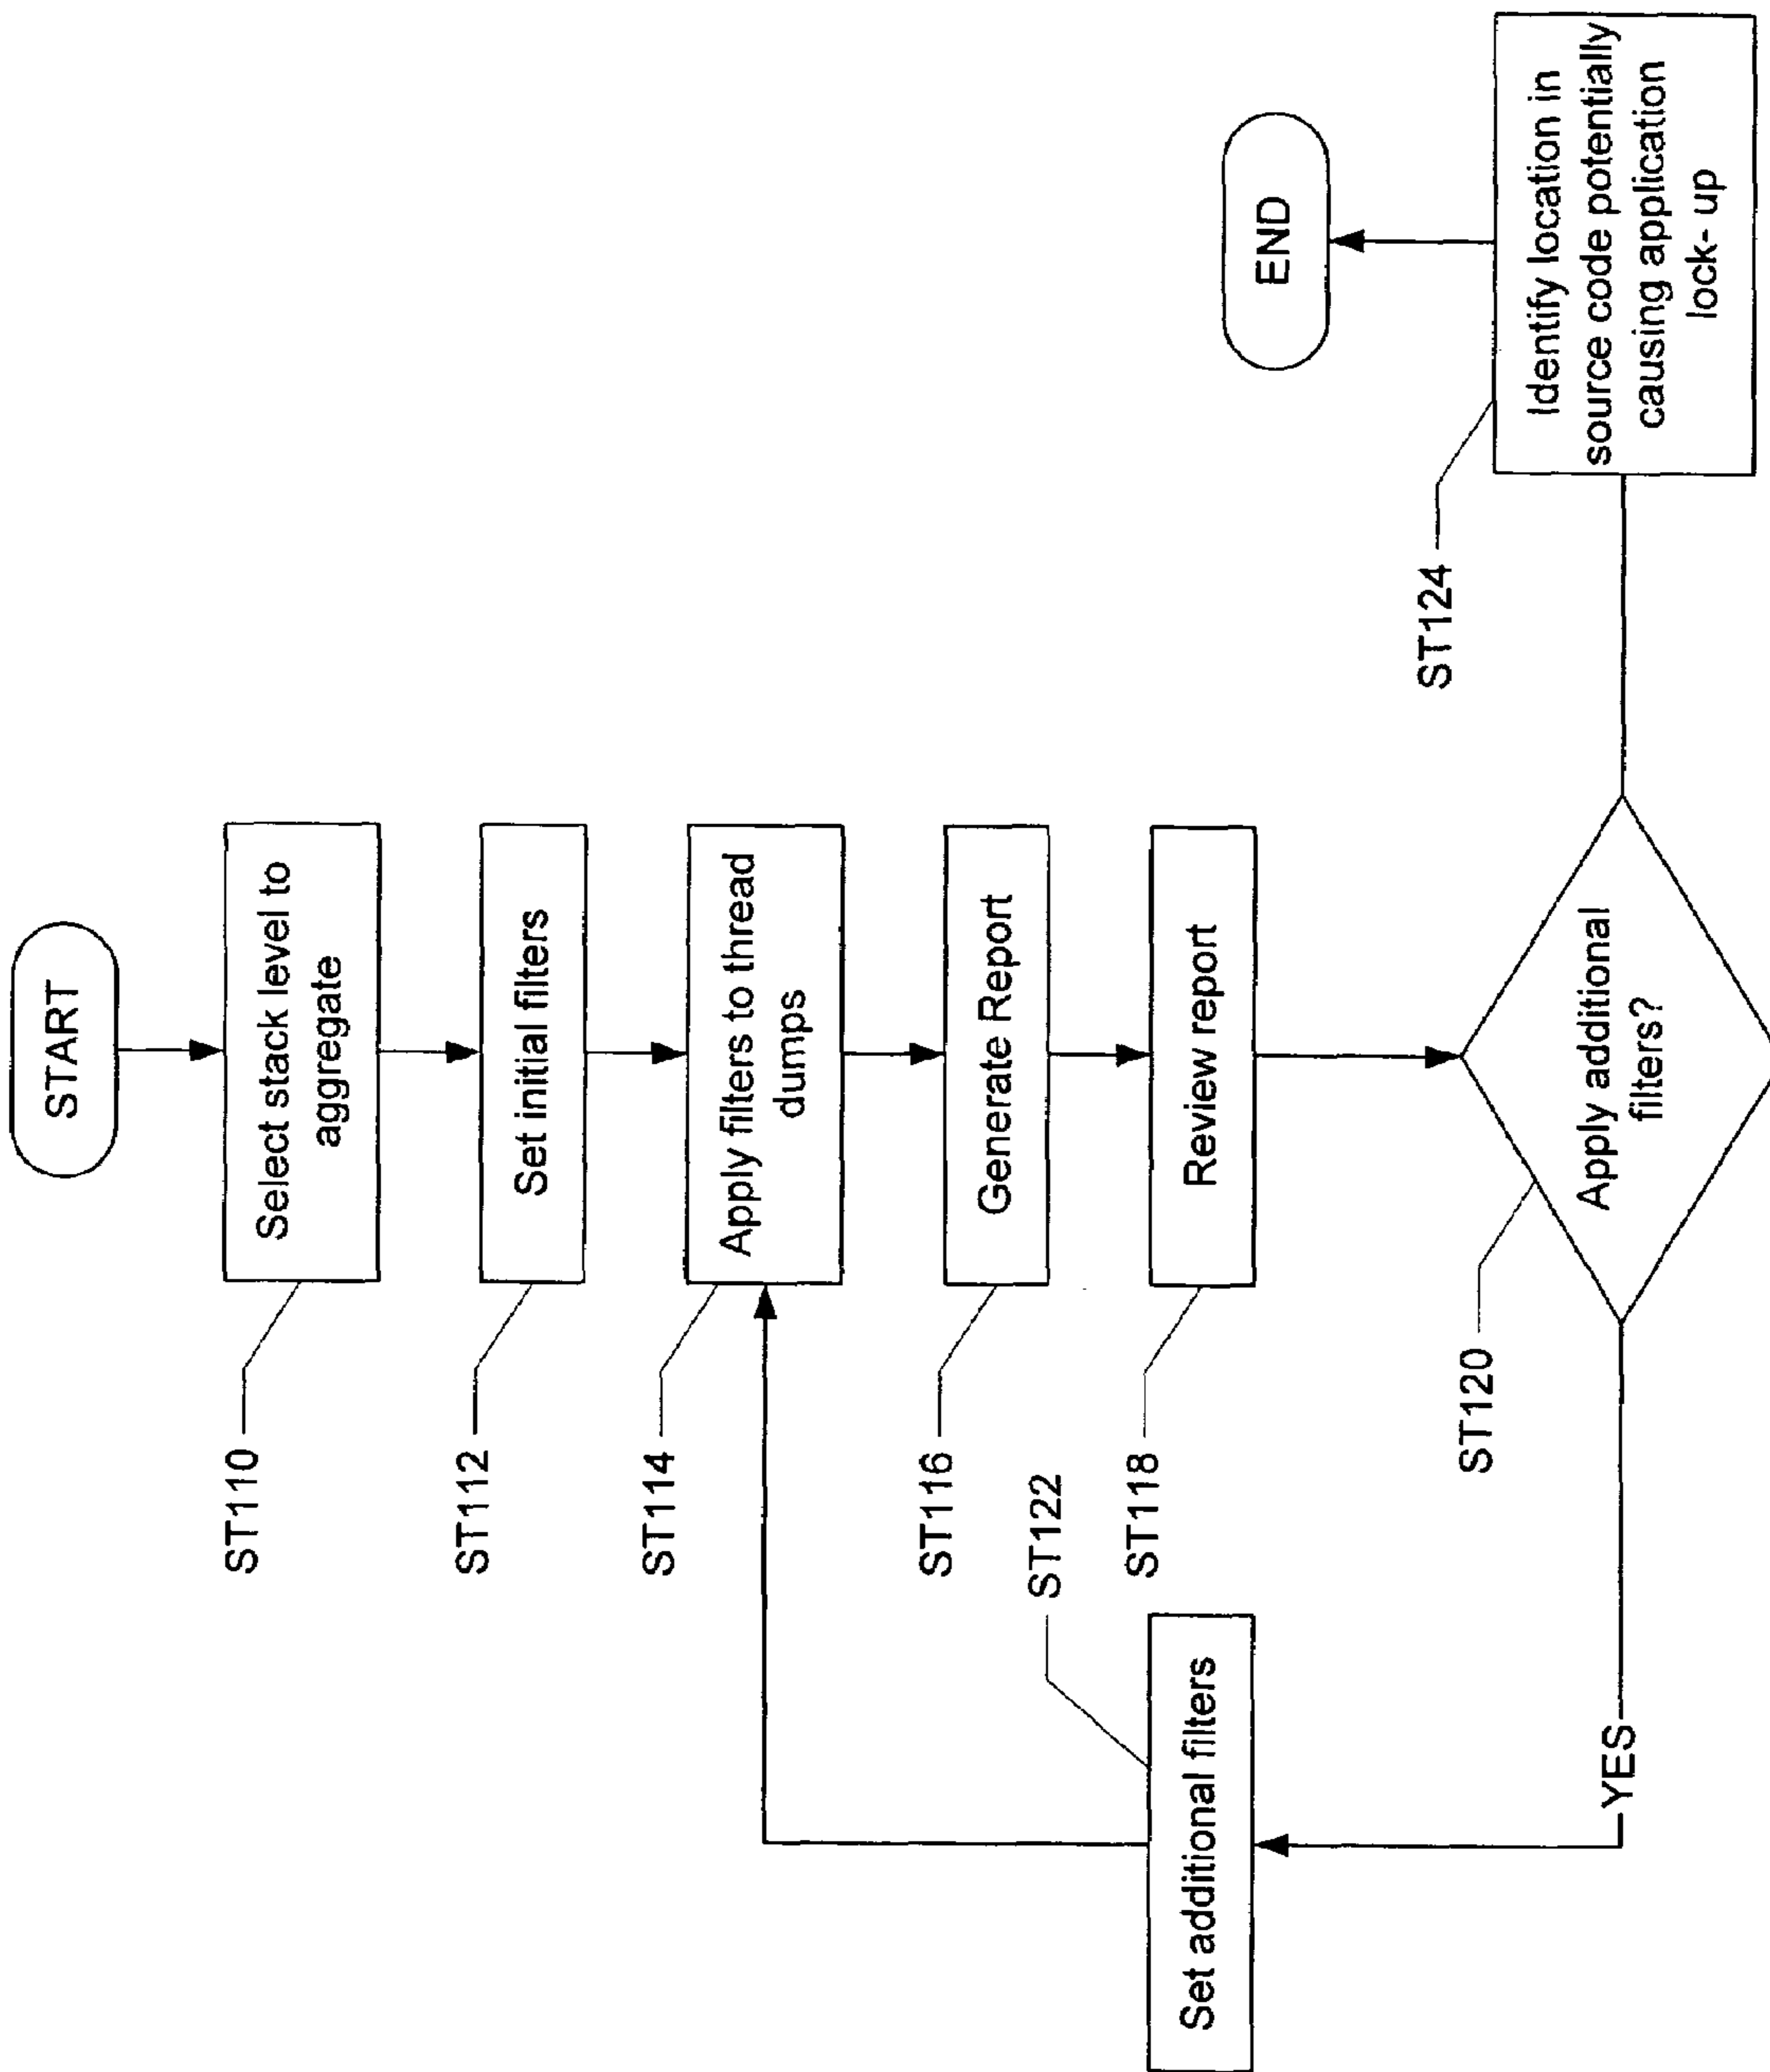 START
ST110
Select stack level to
aggregate
ST112
Set initial filters
ST114
Apply filters to thread
dumps
ST116
Generate Report
ST122
Set additional filters
ST118
Review report
ST120
Apply additional
filters?
YES
ST124
Identify location in
source code potentially
causing application
lock- up
END